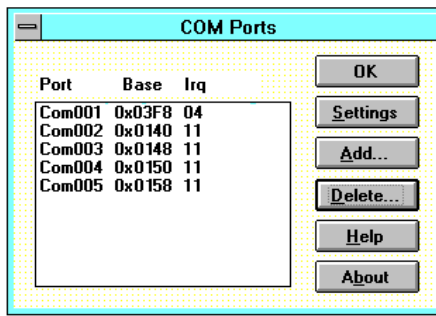 COM Ports
Port Base Irq
Com001 0x03F8 04
Com002 0x0140 11
Com003 0x0148 11
Com004 0x0150 11
Com005 0x0158 11
OK
Settings
Add...
Delete...
Help
About